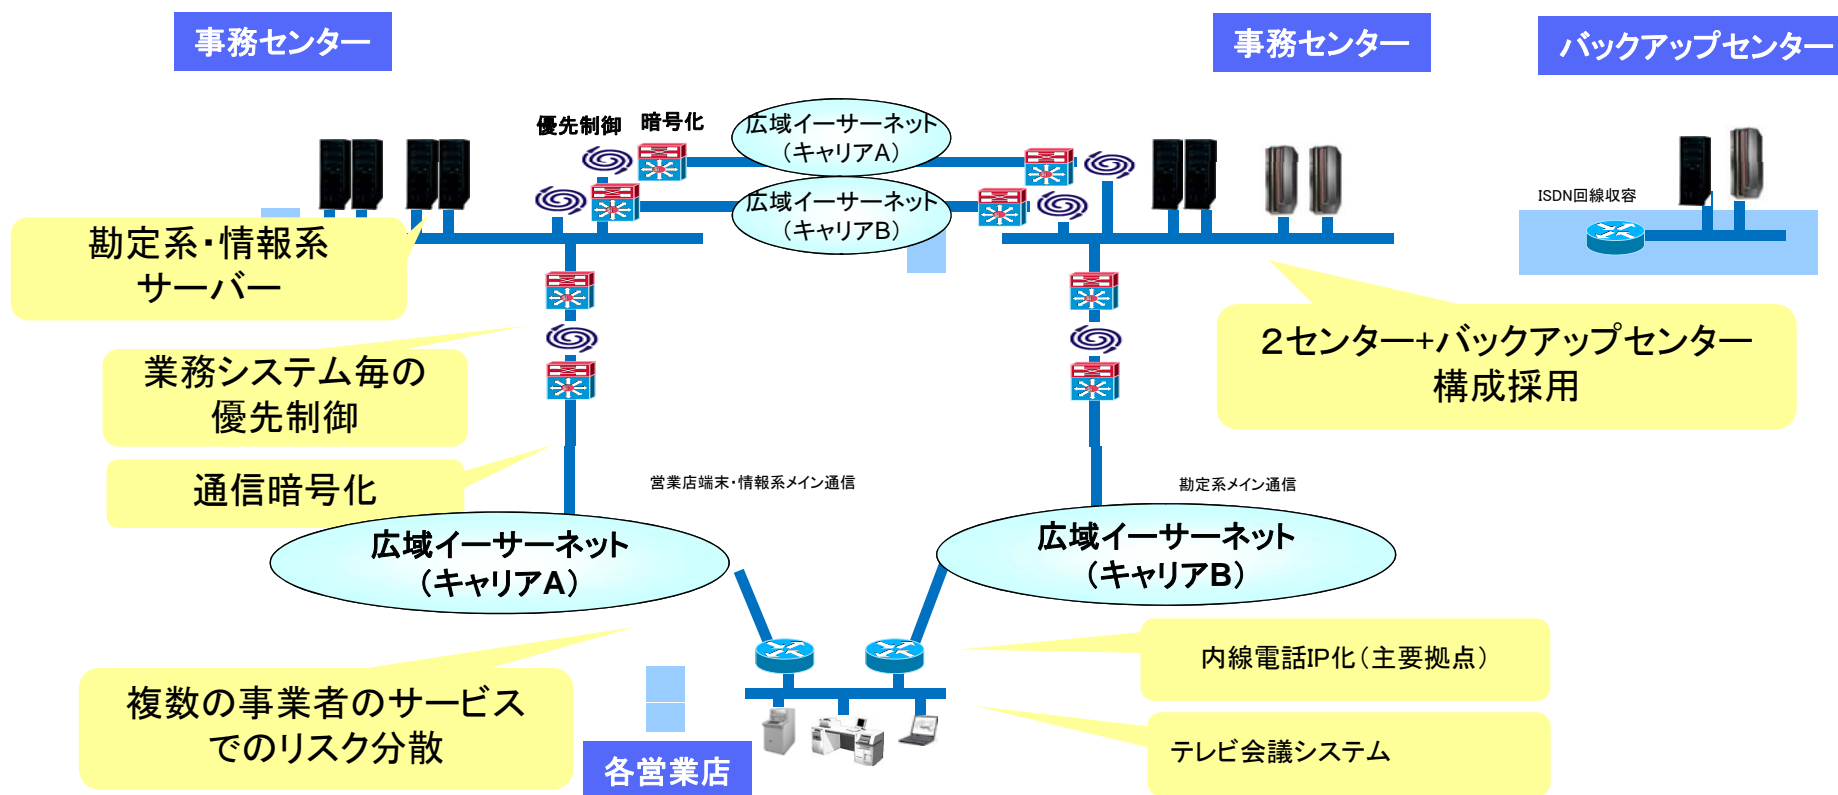 事務センター
事務センター
バックアップセンター
優先制御
暗号化
広域イーサーネット
（キャリアA）
広域イーサーネット
（キャリアB）
ISDN回線収容
勘定系・情報系
サーバー
業務システム毎の
優先制御
２センター+バックアップセンター
構成採用
通信暗号化
営業店端末・情報系メイン通信
勘定系メイン通信
広域イーサーネット
（キャリアA）
広域イーサーネット
（キャリアB）
内線電話IP化（主要拠点）
複数の事業者のサービス
でのリスク分散
テレビ会議システム
各営業店